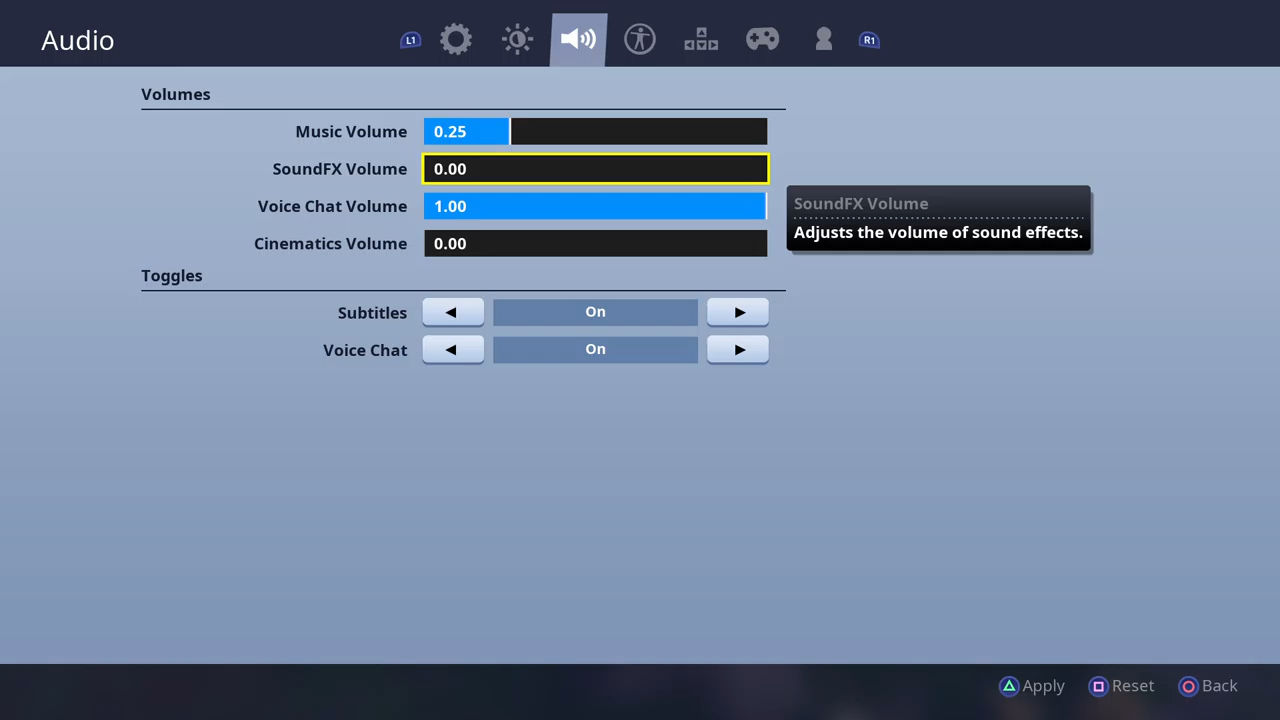 Audio
L1
R1
Volumes
Music Volume 0.25
SoundFX Volume 0.00
Voice Chat Volume 1.00
Cinematics Volume 0.00
SoundFX Volume
Adjusts the volume of sound effects.
Toggles
Subtitles On
Voice Chat On
Apply Reset Back